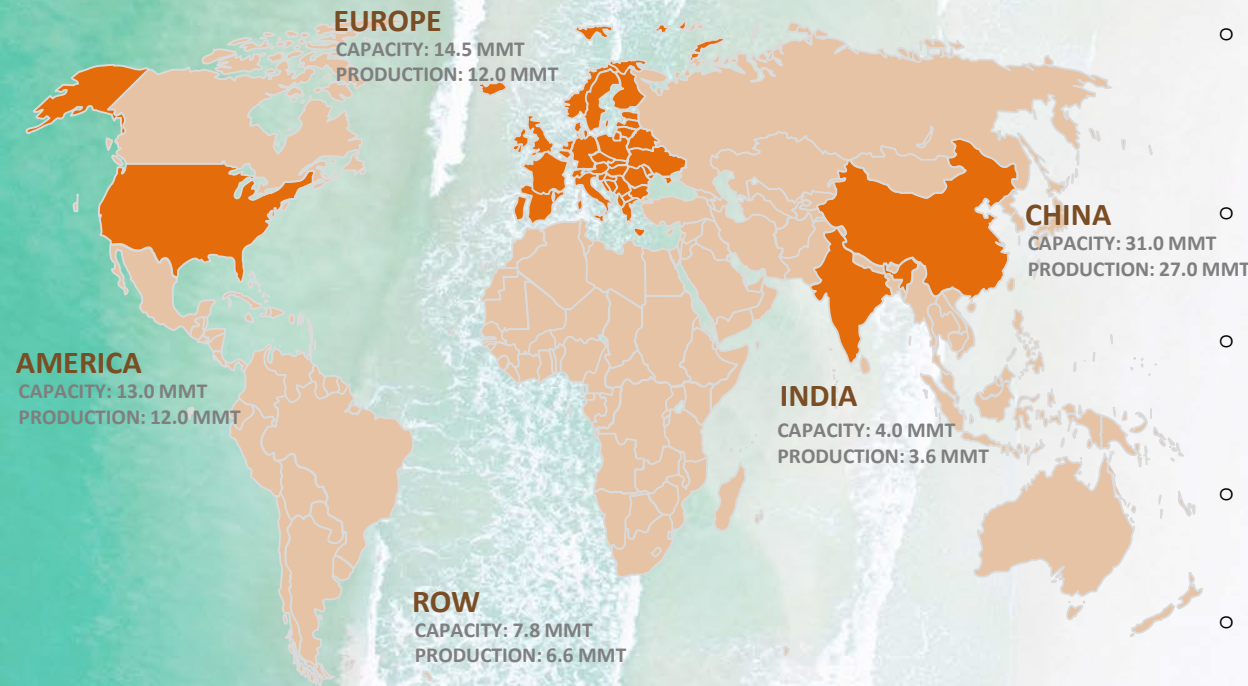 EUROPE
CAPACITY: 14.5 MMT
PRODUCTION: 12.0 MMT
CHINA
CAPACITY: 31.0 MMT
PRODUCTION: 27.0 MMT
AMERICA
CAPACITY: 13.0 MMT
PRODUCTION: 12.0 MMT
INDIA
CAPACITY: 4.0 MMT
PRODUCTION: 3.6 MMT
ROW
CAPACITY: 7.8 MMT
PRODUCTION: 6.6 MMT